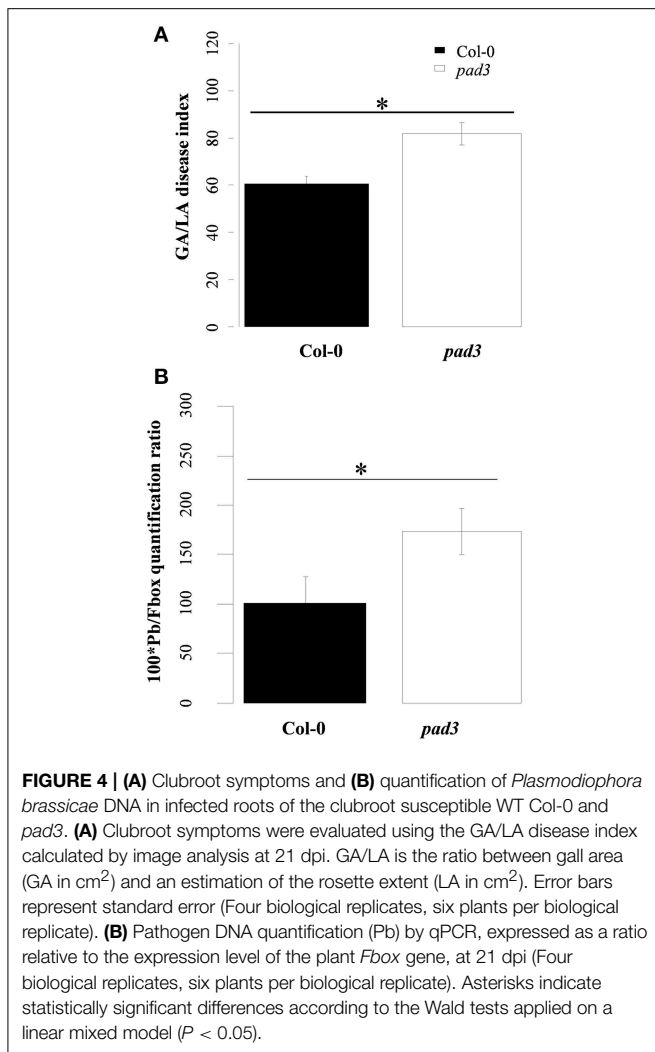 A
120
100
80
60
40
20
0
GA/LA disease index
Col-0
pad3
*
Col-0 pad3
B
300
250
200
150
100
50
0
100*Pb/Fbox quantification ratio
*
Col-0 pad3
FIGURE 4 | (A) Clubroot symptoms and (B) quantification of Plasmodiophora
brassicae DNA in infected roots of the clubroot susceptible WT Col-0 and
pad3. (A) Clubroot symptoms were evaluated using the GA/LA disease index
calculated by image analysis at 21 dpi. GA/LA is the ratio between gall area
(GA in cm²) and an estimation of the rosette extent (LA in cm²). Error bars
represent standard error (Four biological replicates, six plants per biological
replicate). (B) Pathogen DNA quantification (Pb) by qPCR, expressed as a ratio
relative to the expression level of the plant Fbox gene, at 21 dpi (Four
biological replicates, six plants per biological replicate). Asterisks indicate
statistically significant differences according to the Wald tests applied on a
linear mixed model (P < 0.05).